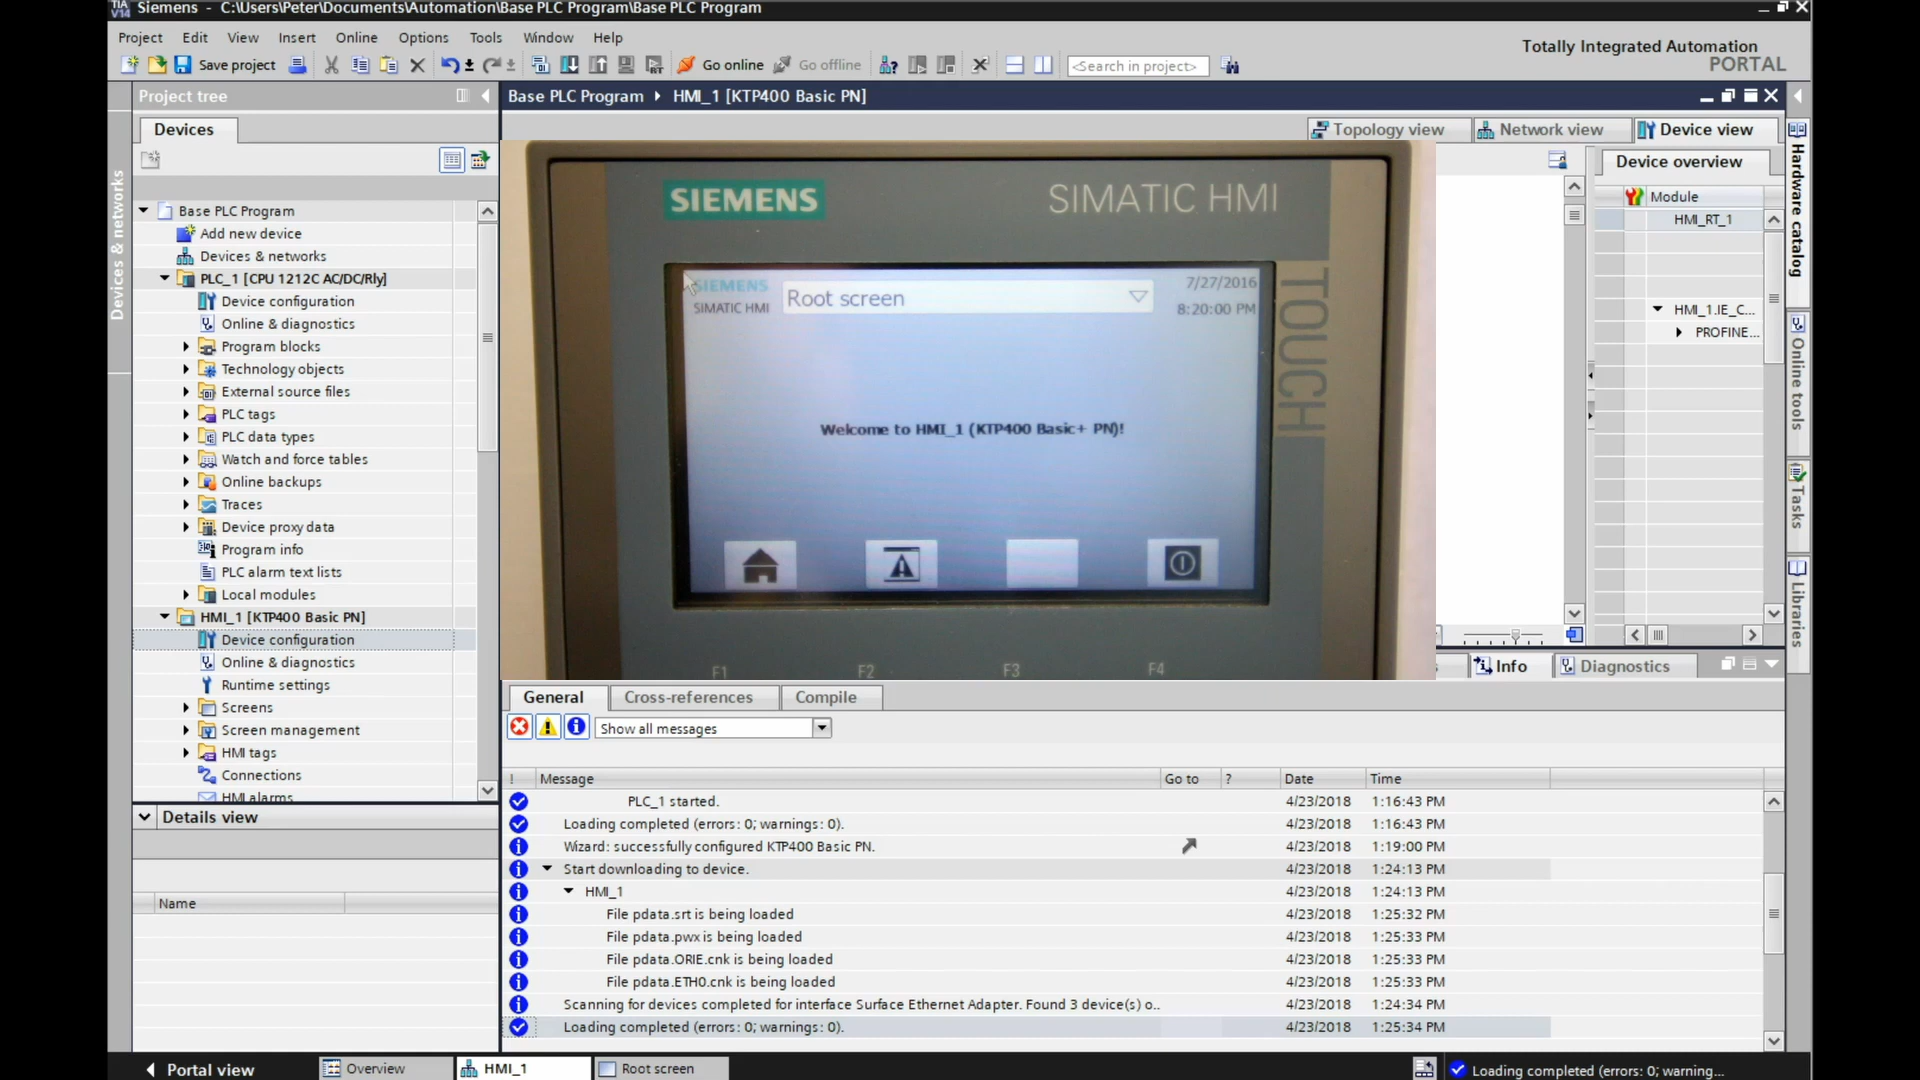 TIA V14 Siemens - C:\Users\Peter\Documents\Automation\Base PLC Program\Base PLC Program
Project Edit View Insert Online Options Tools Window Help
Totally Integrated Automation
PORTAL
Save project Go online Go offline <Search in project>
Project tree
Base PLC Program HMI_1 [KTP400 Basic PN]
Devices
Topology view Network view Device view
Devices & networks
Base PLC Program
Add new device
Devices & networks
PLC_1 [CPU 1212C AC/DC/Rly]
Device configuration
Online & diagnostics
Program blocks
Technology objects
External source files
PLC tags
PLC data types
Watch and force tables
Online backups
Traces
Device proxy data
Program info
PLC alarm text lists
Local modules
HMI_1 [KTP400 Basic PN]
Device configuration
Online & diagnostics
Runtime settings
Screens
Screen management
HMI tags
Connections
HMI alarms
Details view
Name
SIEMENS SIMATIC HMI
TOUCH
SIEMENS
SIMATIC HMI
Root screen
7/27/2016
8:20:00 PM
Welcome to HMI_1 (KTP400 Basic+ PN)!
F1 F2 F3 F4
Device overview
Module
HMI_RT_1
HMI_1.IE_C...
PROFINE...
Hardware catalog
Online tools
Tasks
Libraries
Info Diagnostics
General Cross-references Compile
Show all messages
! Message Go to ? Date Time
PLC_1 started. 4/23/2018 1:16:43 PM
Loading completed (errors: 0; warnings: 0). 4/23/2018 1:16:43 PM
Wizard: successfully configured KTP400 Basic PN. 4/23/2018 1:19:00 PM
Start downloading to device. 4/23/2018 1:24:13 PM
HMI_1 4/23/2018 1:24:13 PM
File pdata.srt is being loaded 4/23/2018 1:25:32 PM
File pdata.pwx is being loaded 4/23/2018 1:25:33 PM
File pdata.ORIE.cnk is being loaded 4/23/2018 1:25:33 PM
File pdata.ETH0.cnk is being loaded 4/23/2018 1:25:33 PM
Scanning for devices completed for interface Surface Ethernet Adapter. Found 3 device(s) o.. 4/23/2018 1:24:34 PM
Loading completed (errors: 0; warnings: 0). 4/23/2018 1:25:34 PM
Portal view Overview HMI_1 Root screen Loading completed (errors: 0; warning...